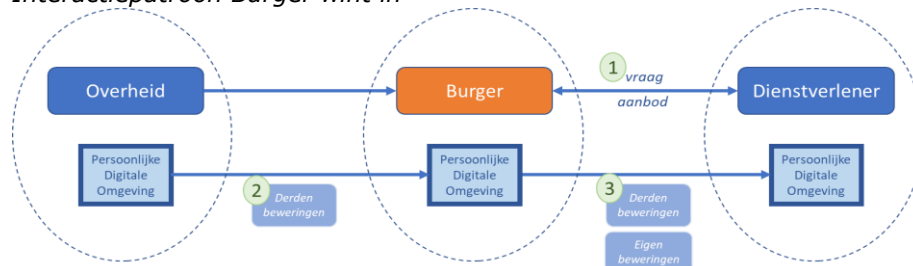 Interactiepatroon Burger wint in
1
vraag
aanbod
Overheid
Burger
Dienstverlener
Persoonlijke
Digitale
Omgeving
2
Derden
beweringen
Persoonlijke
Digitale
Omgeving
3
Derden
beweringen
Eigen
beweringen
Persoonlijke
Digitale
Omgeving